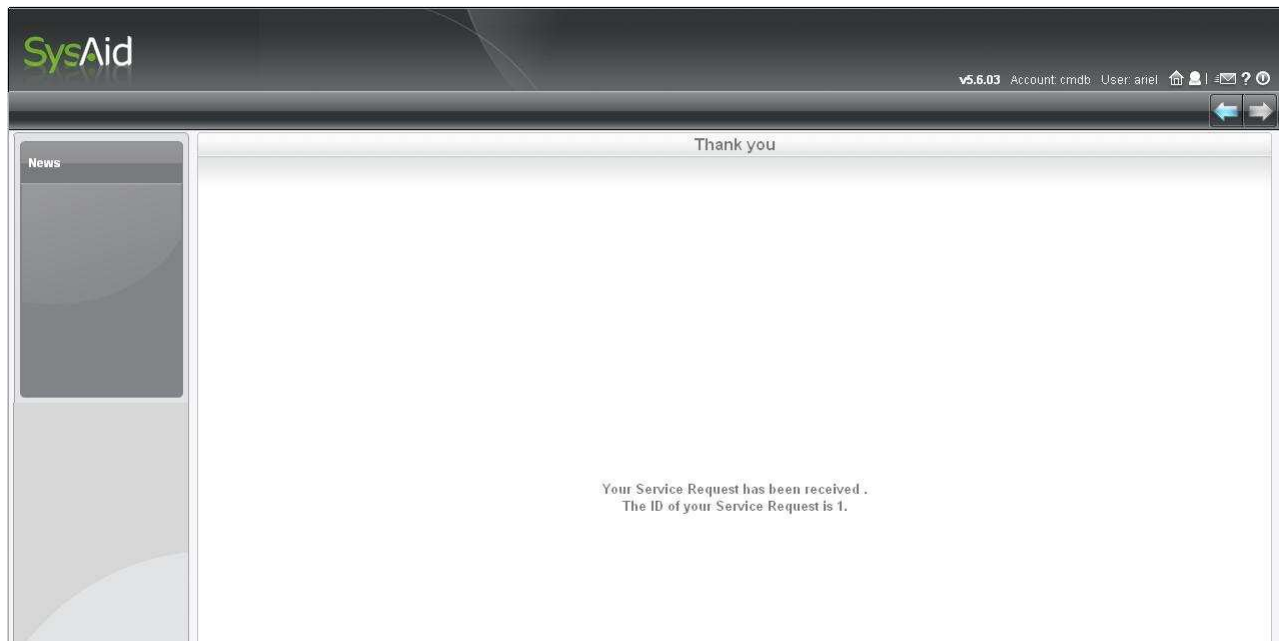 SysAid
v5.6.03 Account: cmdb User: ariel ?
News
Thank you
Your Service Request has been received .
The ID of your Service Request is 1.